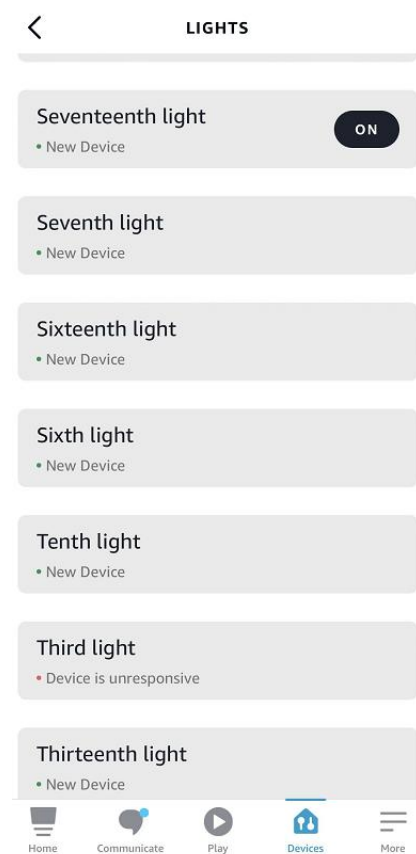 LIGHTS
Seventeenth light
• New Device
ON
Seventh light
• New Device
Sixteenth light
• New Device
Sixth light
• New Device
Tenth light
• New Device
Third light
• Device is unresponsive
Thirteenth light
• New Device
Home Communicate Play Devices More